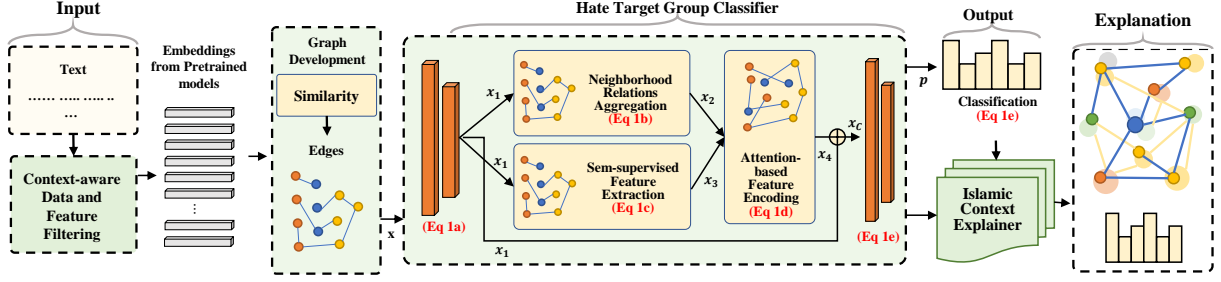 Input
Text
...... ..... ..... ..
...
Context-aware
Data and
Feature
Filtering
Embeddings
from Pretrained
models
...
Graph
Development
Similarity
Edges
x
Hate Target Group Classifier
(Eq 1a)
x₁
x₁
x₁
Neighborhood
Relations
Aggregation
(Eq 1b)
Sem-supervised
Feature
Extraction
(Eq 1c)
x₂
x₃
Attention-
based
Feature
Encoding
(Eq 1d)
x₄
x_C
(Eq 1e)
p
Output
Classification
(Eq 1e)
Islamic
Context
Explainer
Explanation